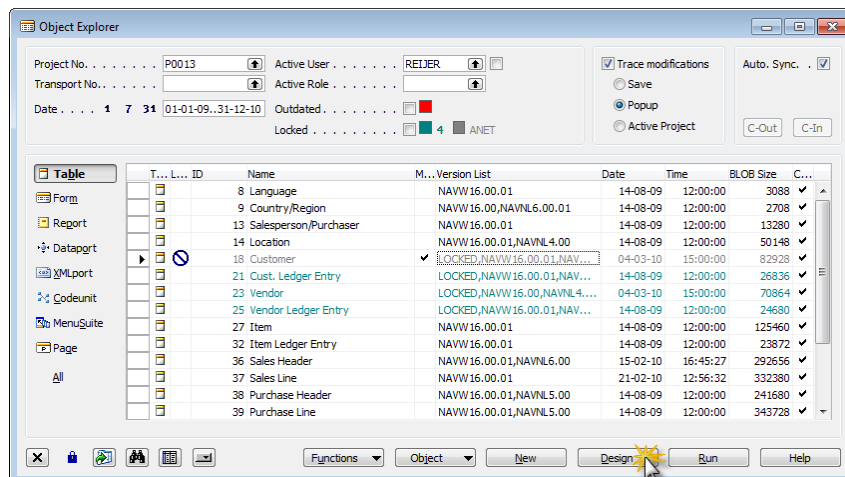 Object Explorer
Project No. . . . . . . . P0013 Active User . . . . . . . REIJER Trace modifications Auto. Sync. .
Transport No. . . . . . Active Role . . . . . . . Save
Date . . . . 1 7 31 01-01-09..31-12-10 Outdated. . . . . . . . Popup
Locked . . . . . . . . . 4 ANET Active Project C-Out C-In
Table T... L... ID Name M... Version List Date Time BLOB Size C...
8 Language NAVW16.00.01 14-08-09 12:00:00 3088
Form 9 Country/Region NAVW16.00,NAVNL6.00.01 14-08-09 12:00:00 2708
Report 13 Salesperson/Purchaser NAVW16.00.01 14-08-09 12:00:00 13280
Dataport 14 Location NAVW16.00.01,NAVNL4.00 14-08-09 12:00:00 50148
18 Customer LOCKED,NAVW16.00.01,NAV... 04-03-10 15:00:00 82928
XMLport 21 Cust. Ledger Entry LOCKED,NAVW16.00.01,NAV... 14-08-09 12:00:00 26836
Codeunit 23 Vendor LOCKED,NAVW16.00,NAVNL4.... 04-03-10 15:00:00 70864
MenuSuite 25 Vendor Ledger Entry LOCKED,NAVW16.00.01,NAV... 14-08-09 12:00:00 24680
27 Item NAVW16.00.01 14-08-09 12:00:00 125460
Page 32 Item Ledger Entry NAVW16.00.01 14-08-09 12:00:00 23872
36 Sales Header NAVW16.00.01,NAVNL6.00 15-02-10 16:45:27 292656
All 37 Sales Line NAVW16.00.01 21-02-10 12:56:32 332380
38 Purchase Header NAVW16.00.01,NAVNL5.00 14-08-09 12:00:00 241680
39 Purchase Line NAVW16.00.01,NAVNL5.00 14-08-09 12:00:00 343728
Functions Object New Design Run Help